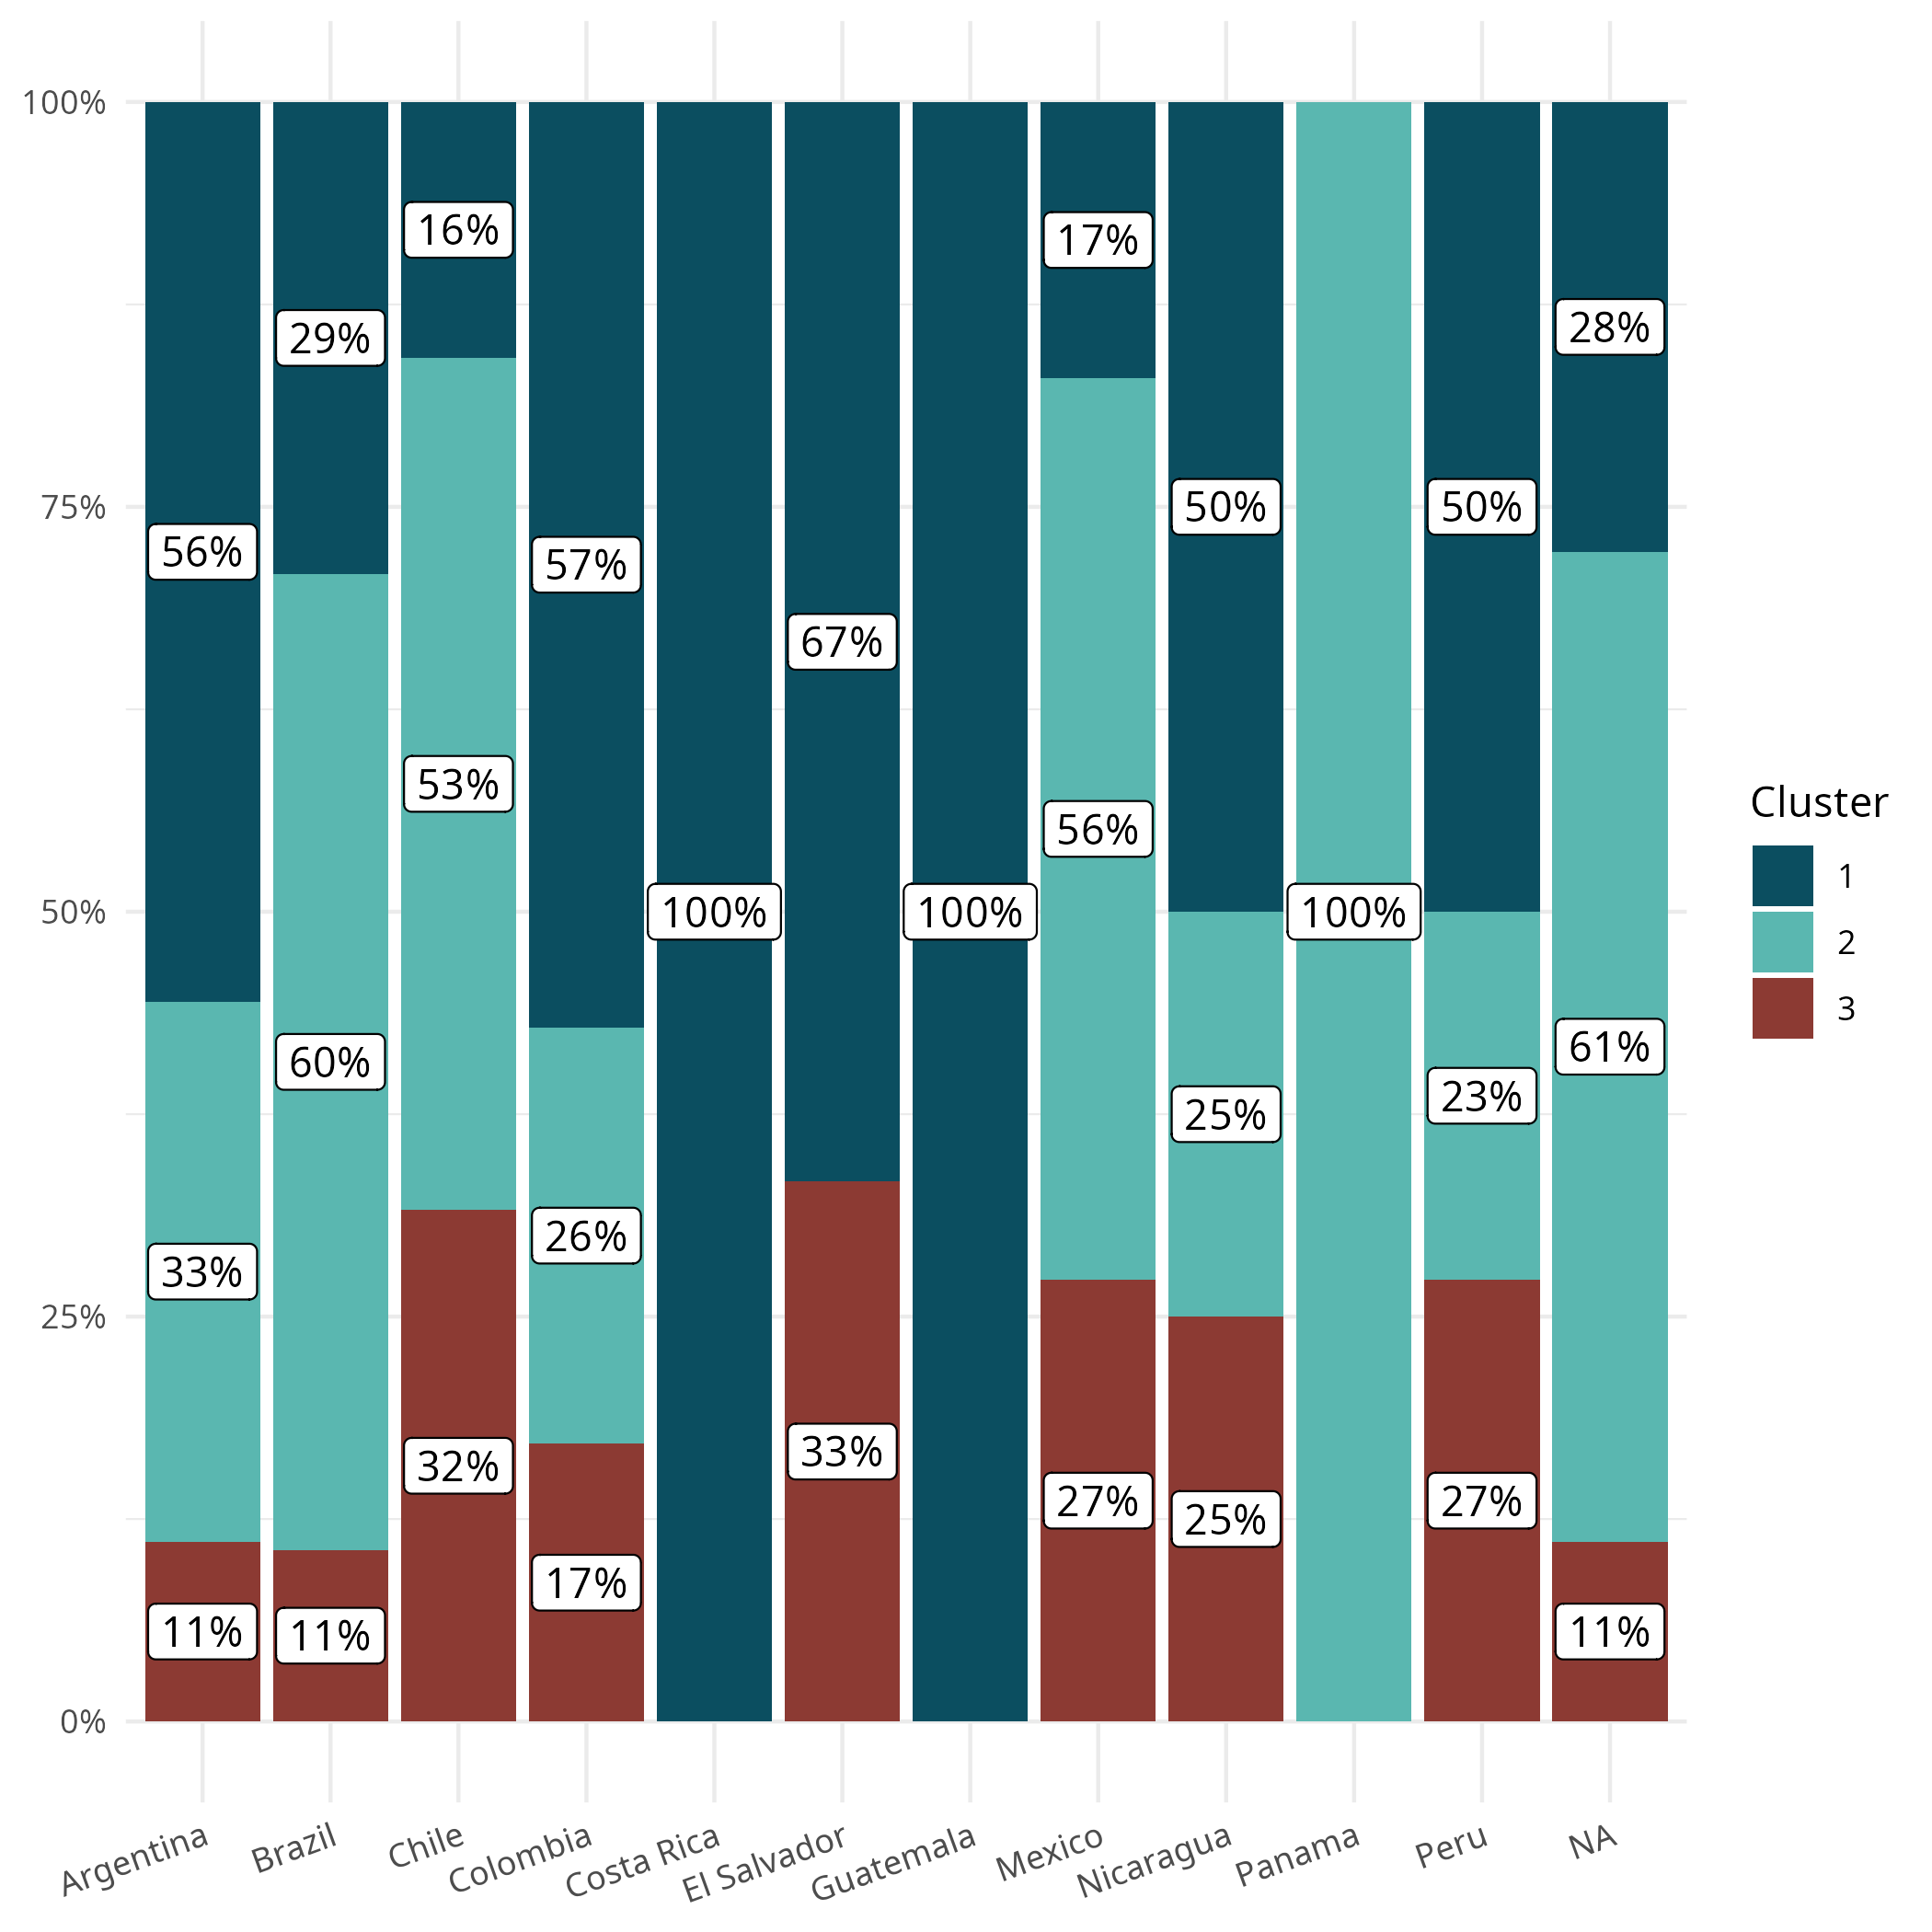 100%
75%
50%
25%
0%
56%
33%
11%
29%
60%
11%
16%
53%
32%
57%
26%
17%
100%
67%
33%
100%
17%
56%
27%
50%
25%
25%
100%
50%
23%
27%
28%
61%
11%
Argentina
Brazil
Chile
Colombia
Costa Rica
El Salvador
Guatemala
Mexico
Nicaragua
Panama
Peru
NA
Cluster
1
2
3